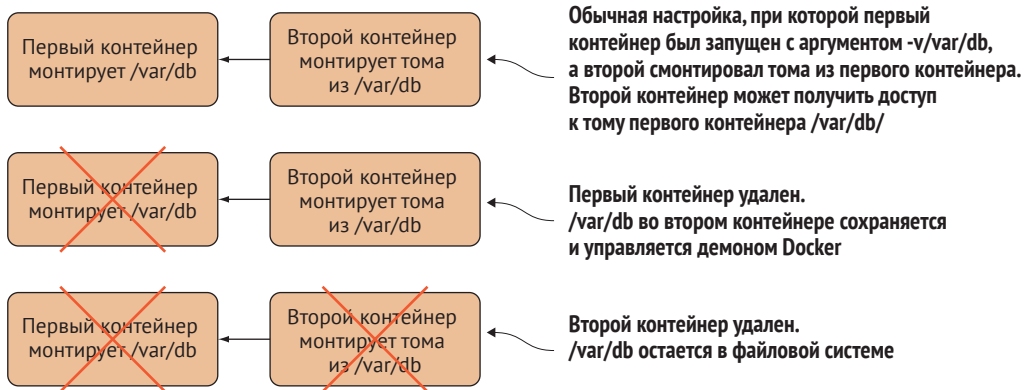 Первый контейнер
монтирует /var/db
Второй контейнер
монтирует тома
из /var/db
Обычная настройка, при которой первый
контейнер был запущен с аргументом -v/var/db,
а второй смонтировал тома из первого контейнера.
Второй контейнер может получить доступ
к тому первого контейнера /var/db/
Первый контейнер
монтирует /var/db
Второй контейнер
монтирует тома
из /var/db
Первый контейнер удален.
/var/db во втором контейнере сохраняется
и управляется демоном Docker
Первый контейнер
монтирует /var/db
Второй контейнер
монтирует тома
из /var/db
Второй контейнер удален.
/var/db остается в файловой системе